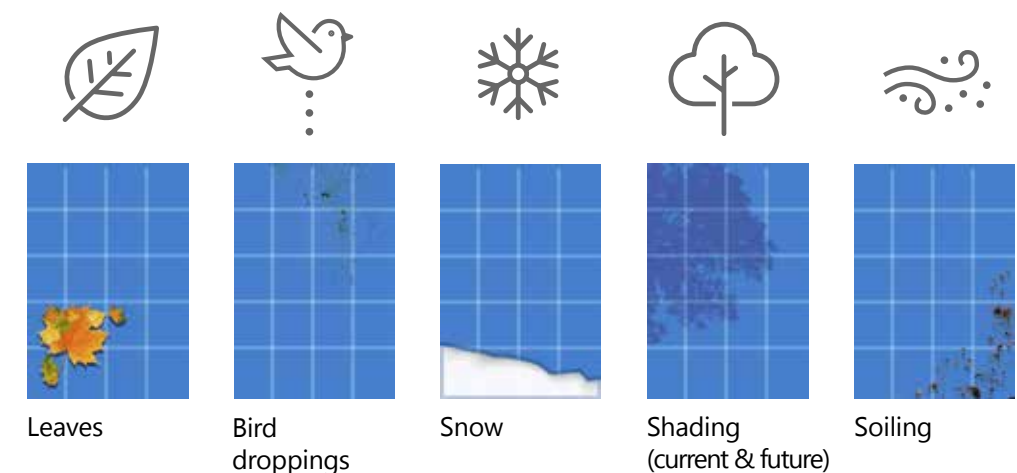 Leaves
Bird
droppings
Snow
Shading
(current & future)
Soiling